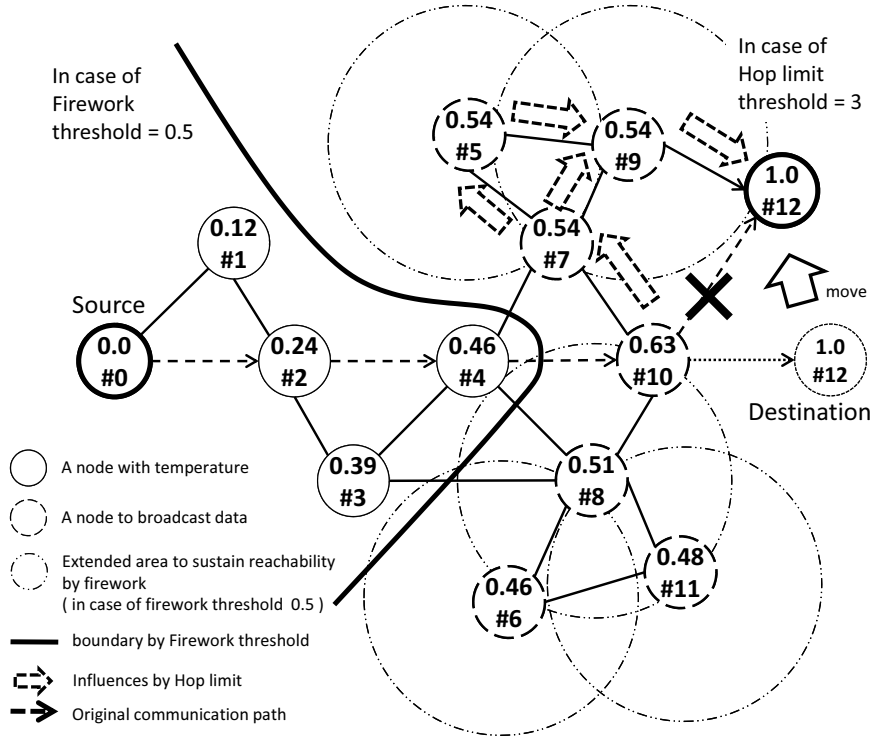 In case of
Firework
threshold = 0.5
In case of
Hop limit
threshold = 3
0.54
#5
0.54
#9
1.0
#12
0.12
#1
0.54
#7
move
Source
0.0
#0
0.24
#2
0.46
#4
0.63
#10
1.0
#12
Destination
0.39
#3
0.51
#8
0.46
#6
0.48
#11
A node with temperature
A node to broadcast data
Extended area to sustain reachability
by firework
( in case of firework threshold 0.5 )
boundary by Firework threshold
Influences by Hop limit
Original communication path